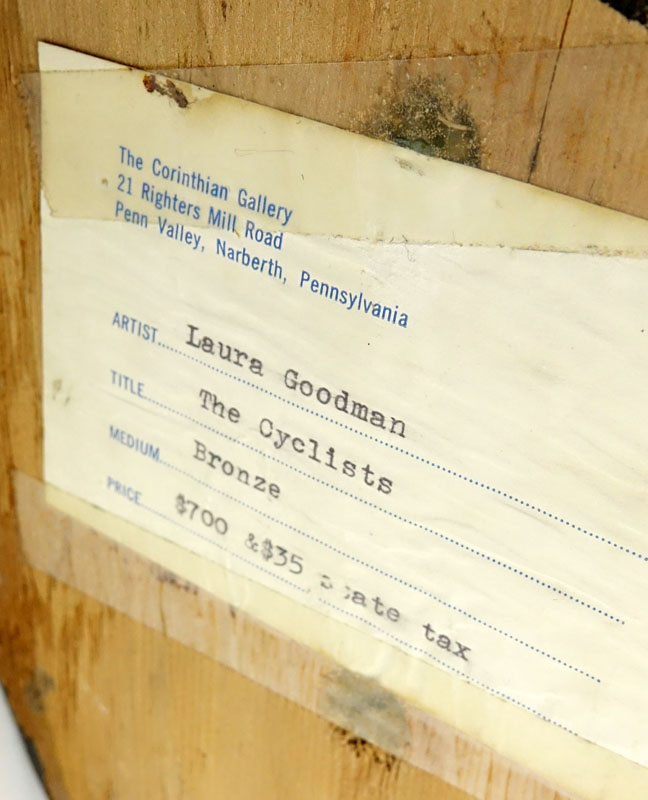 The Corinthian Gallery
21 Righters Mill Road
Penn Valley, Narberth, Pennsylvania
ARTIST Laura Goodman
TITLE The Cyclists
MEDIUM Bronze
PRICE $700 &$35 State tax